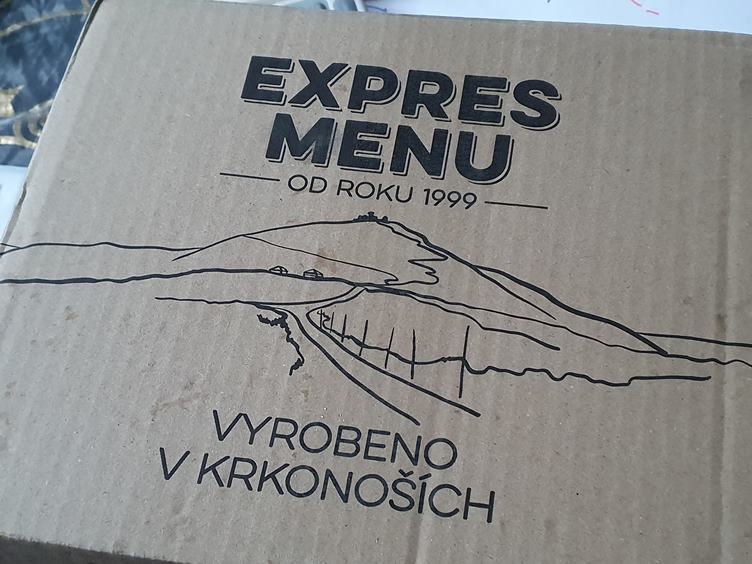 EXPRES
MENU
OD ROKU 1999
VYROBENO
V KRKONOŠÍCH